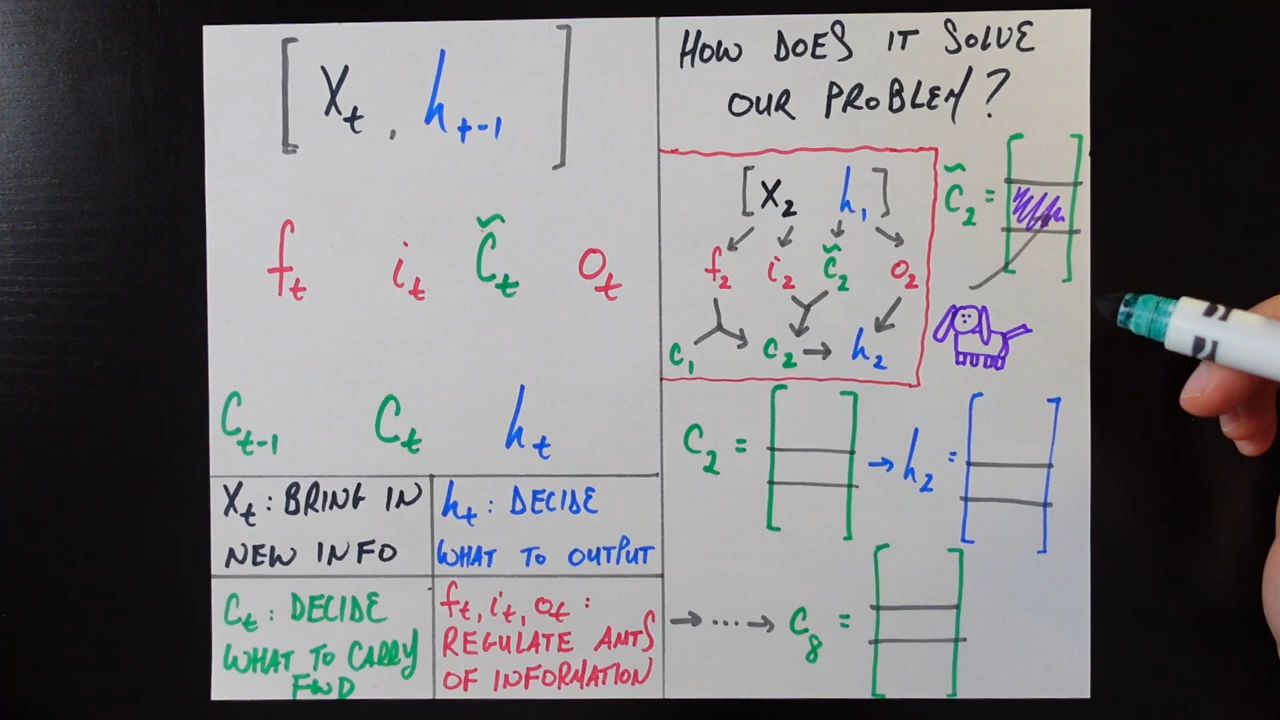 [ Xt , ht-1 ]
ft it C̃t Ot
Ct-1 Ct ht
Xt : BRING IN
NEW INFO
ht : DECIDE
WHAT TO OUTPUT
Ct : DECIDE
WHAT TO CARRY
FWD
ft, it, ot :
REGULATE AMTS
OF INFORMATION
HOW DOES IT SOLVE
OUR PROBLEM?
[ X2 h1 ]
f2 i2 C̃2 O2
C1 C2 → h2
C̃2 =
C2 = → h2 =
→ ... → C8 =